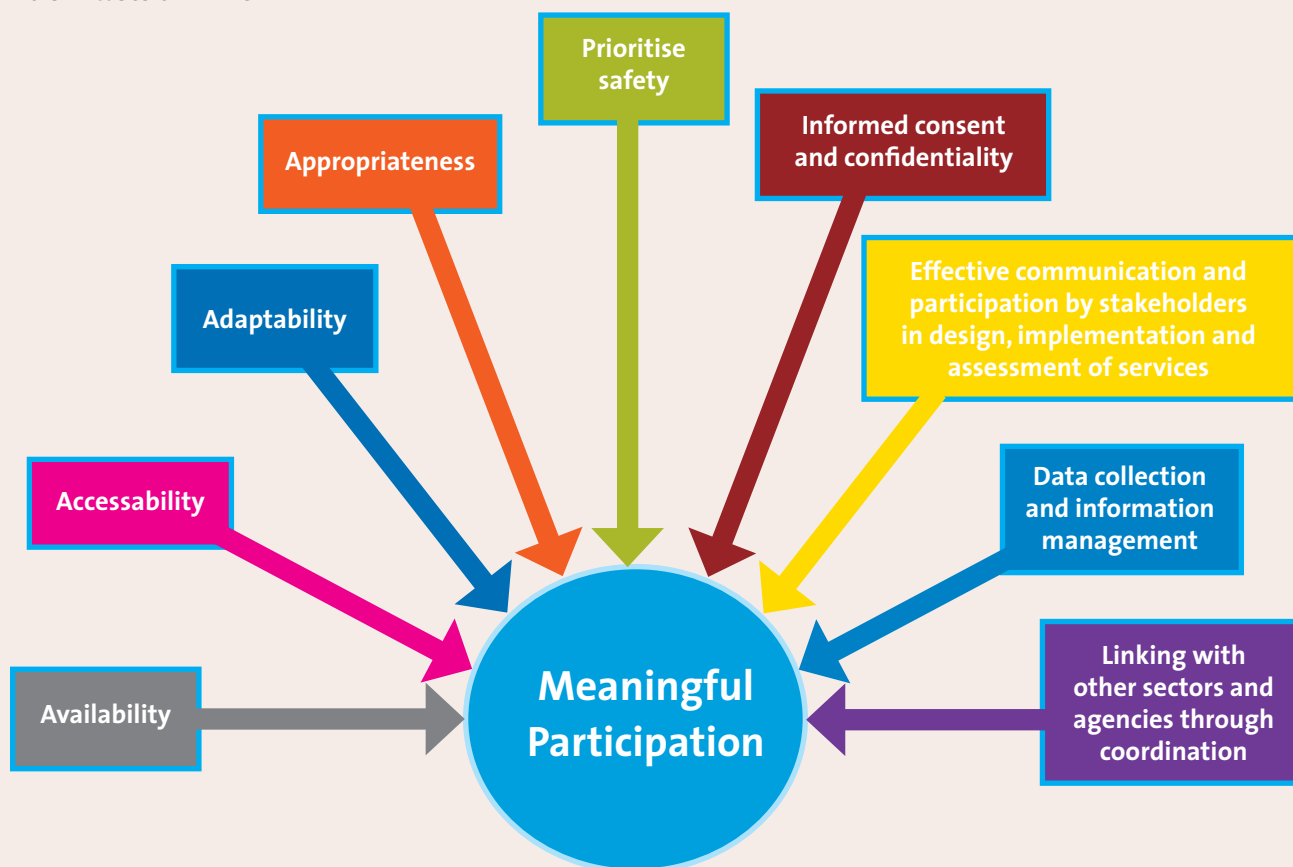 Prioritise
safety
Informed consent
and confidentiality
Appropriateness
Effective communication and
participation by stakeholders
in design, implementation and
assessment of services
Adaptability
Data collection
and information
management
Accessability
Linking with
other sectors and
agencies through
coordination
Availability
Meaningful
Participation